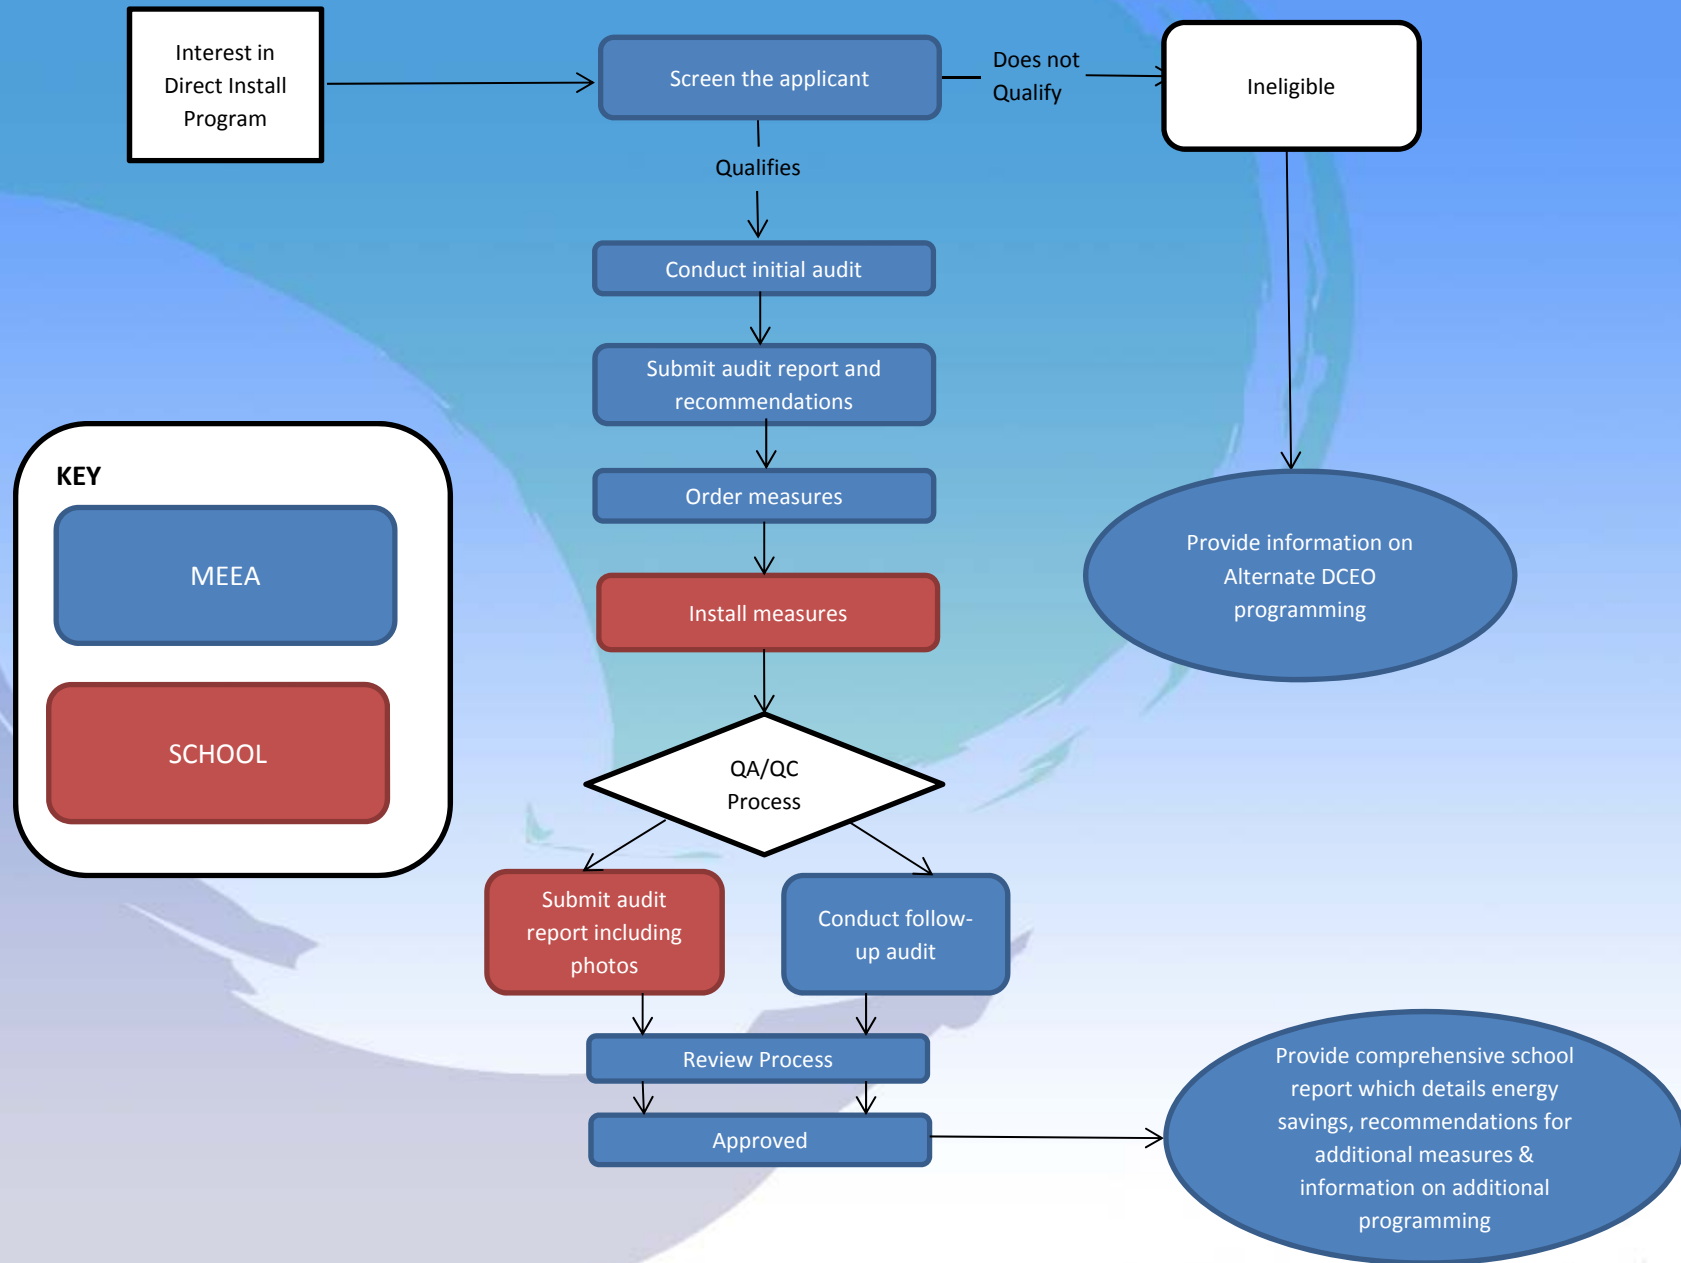 Interest in
Direct Install
Program
Screen the applicant
Does not
Qualify
Ineligible
Qualifies
Conduct initial audit
Submit audit report and
recommendations
Order measures
Install measures
QA/QC
Process
Submit audit
report including
photos
Conduct follow-
up audit
Review Process
Approved
Provide information on
Alternate DCEO
programming
Provide comprehensive school
report which details energy
savings, recommendations for
additional measures &
information on additional
programming
KEY
MEEA
SCHOOL